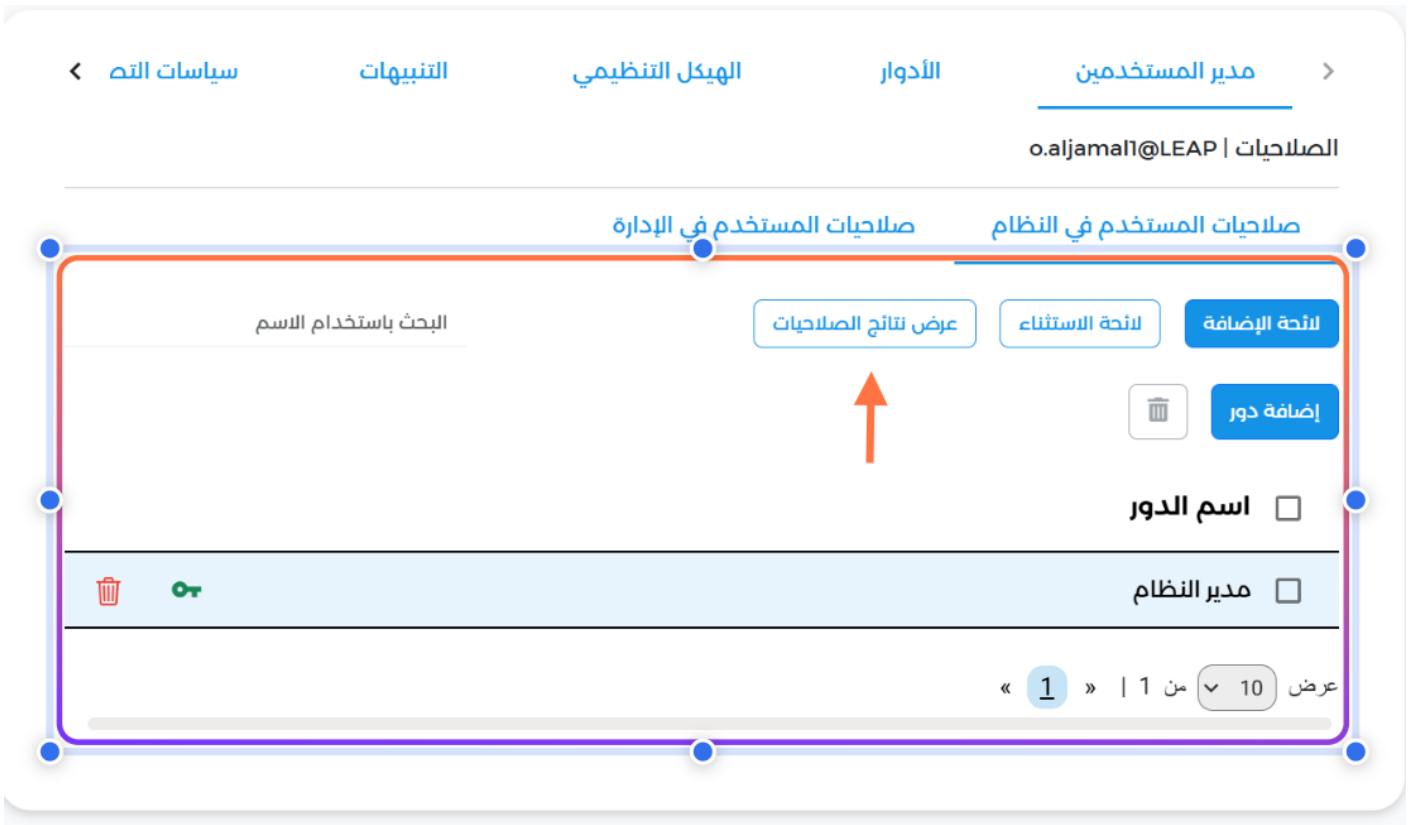 مدير المستخدمين الأدوار الهيكل التنظيمي التنبيهات سياسات التص
الصلاحيات | o.aljamal1@LEAP
صلاحيات المستخدم في النظام صلاحيات المستخدم في الإدارة
لائحة الإضافة لائحة الاستثناء عرض نتائج الصلاحيات البحث باستخدام الاسم
إضافة دور
اسم الدور
مدير النظام
عرض 10 من 1 | « 1 »